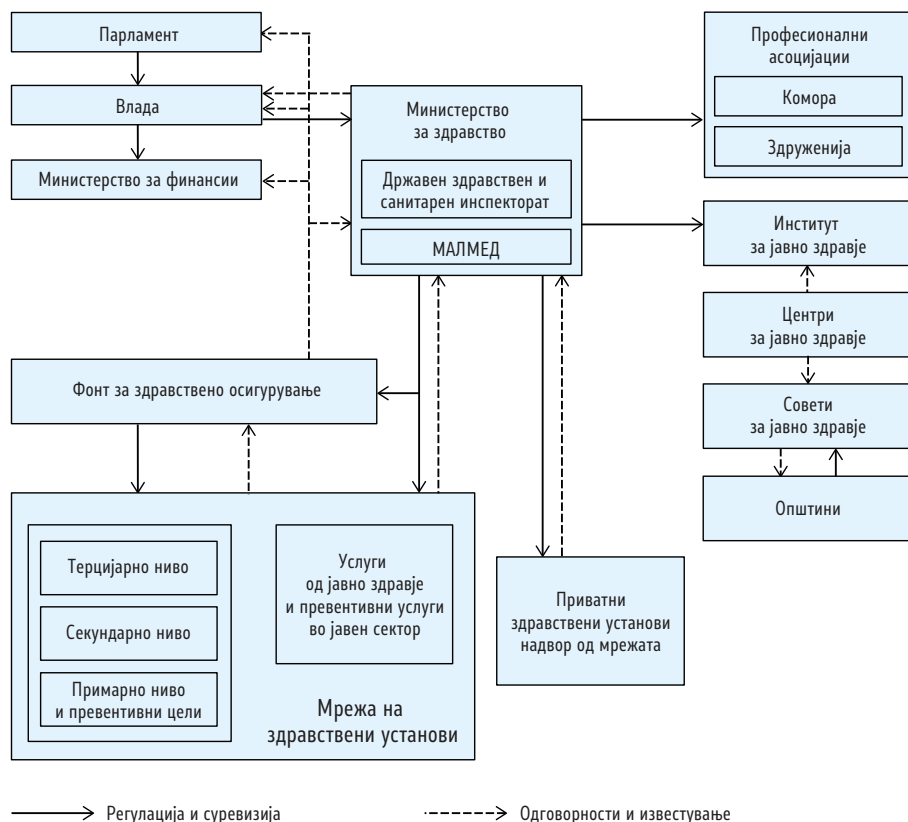 Парламент
Влада
Министерство за финансии
Министерство
за здравство
Државен здравствен и
санитарен инспекторат
МАЛМЕД
Професионални
асоцијации
Комора
Здруженија
Институт
за јавно здравје
Центри
за јавно здравје
Совети
за јавно здравје
Општини
Фонт за здравствено осигурување
Терцијарно ниво
Секундарно ниво
Примарно ниво
и превентивни цели
Услуги
од јавно здравје
и превентивни услуги
во јавен сектор
Мрежа на
здравствени установи
Приватни
здравствени установи
надвор од мрежата
Регулација и суревизија
Одговорности и известување